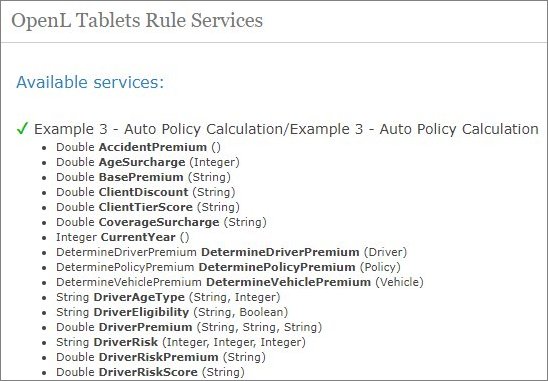 OpenL Tablets Rule Services
Available services:
✓ Example 3 - Auto Policy Calculation/Example 3 - Auto Policy Calculation
• Double AccidentPremium ()
• Double AgeSurcharge (Integer)
• Double BasePremium (String)
• Double ClientDiscount (String)
• Double ClientTierScore (String)
• Double CoverageSurcharge (String)
• Integer CurrentYear ()
• DetermineDriverPremium DetermineDriverPremium (Driver)
• DeterminePolicyPremium DeterminePolicyPremium (Policy)
• DetermineVehiclePremium DetermineVehiclePremium (Vehicle)
• String DriverAgeType (String, Integer)
• String DriverEligibility (String, Boolean)
• Double DriverPremium (String, String, String)
• String DriverRisk (Integer, Integer, Integer)
• Double DriverRiskPremium (String)
• Double DriverRiskScore (String)